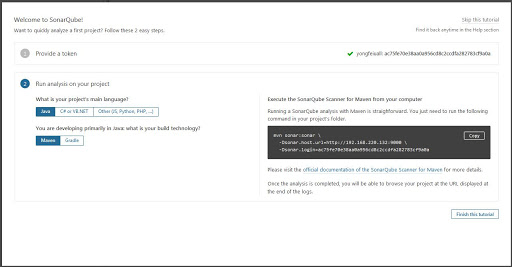 Welcome to SonarQube!
Skip this tutorial
Want to quickly analyze a first project? Follow these 2 easy steps.
Find it back anytime in the Help section
1 Provide a token
yongfeiuall: ac75fe70e38aa0a956cd8c2ccdfa282783cf9a0a
2 Run analysis on your project
What is your project's main language?
Java C# or VB.NET Other (JS, Python, PHP, ...)
You are developing primarily in Java: what is your build technology?
Maven Gradle
Execute the SonarQube Scanner for Maven from your computer
Running a SonarQube analysis with Maven is straightforward. You just need to run the following
command in your project's folder.
Copy
mvn sonar:sonar \
-Dsonar.host.url=http://192.168.220.132:9000 \
-Dsonar.login=ac75fe70e38aa0a956cd8c2ccdfa282783cf9a0a
Please visit the official documentation of the SonarQube Scanner for Maven for more details.
Once the analysis is completed, you will be able to browse your project at the URL displayed at
the end of the logs.
Finish this tutorial